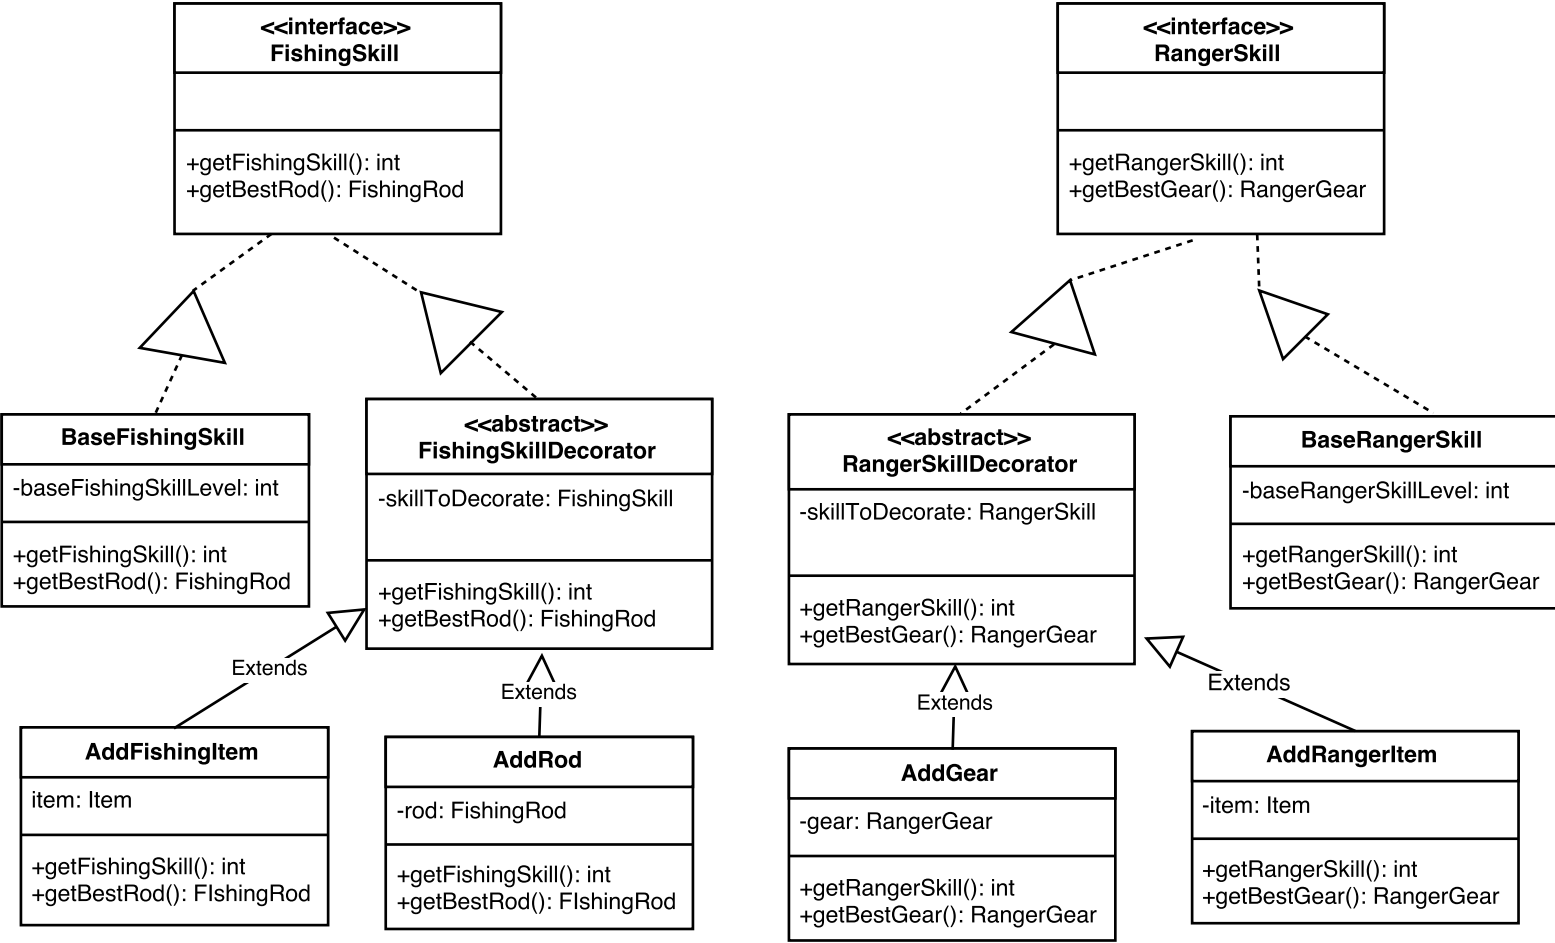 <<interface>>
FishingSkill
+getFishingSkill(): int
+getBestRod(): FishingRod
<<interface>>
RangerSkill
+getRangerSkill(): int
+getBestGear(): RangerGear
BaseFishingSkill
-baseFishingSkillLevel: int
+getFishingSkill(): int
+getBestRod(): FishingRod
<<abstract>>
FishingSkillDecorator
-skillToDecorate: FishingSkill
+getFishingSkill(): int
+getBestRod(): FishingRod
<<abstract>>
RangerSkillDecorator
-skillToDecorate: RangerSkill
+getRangerSkill(): int
+getBestGear(): RangerGear
BaseRangerSkill
-baseRangerSkillLevel: int
+getRangerSkill(): int
+getBestGear(): RangerGear
Extends
Extends
Extends
Extends
AddFishingItem
item: Item
+getFishingSkill(): int
+getBestRod(): FIshingRod
AddRod
-rod: FishingRod
+getFishingSkill(): int
+getBestRod(): FIshingRod
AddGear
-gear: RangerGear
+getRangerSkill(): int
+getBestGear(): RangerGear
AddRangerItem
-item: Item
+getRangerSkill(): int
+getBestGear(): RangerGear